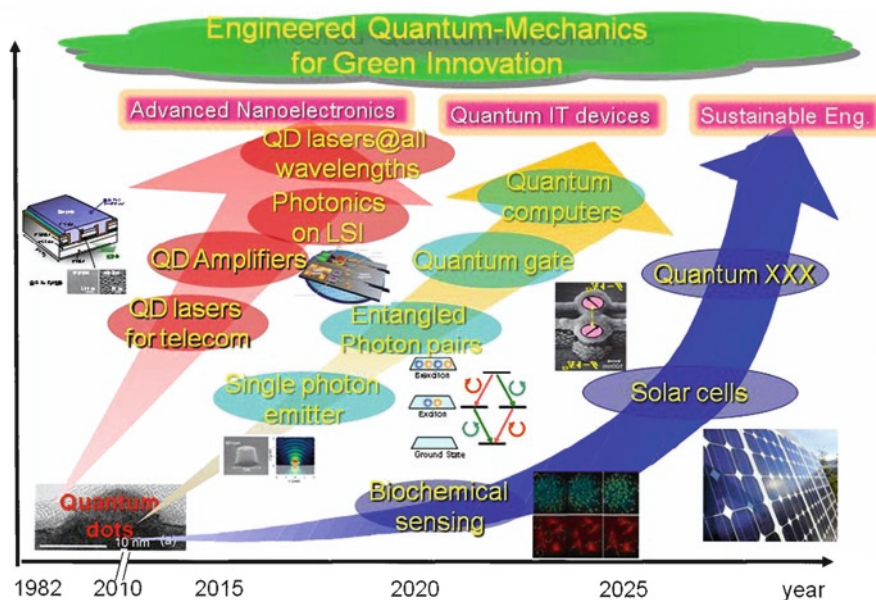 Engineered Quantum-Mechanics
for Green Innovation
Advanced Nanoelectronics
Quantum IT devices
Sustainable Eng.
QD lasers@all
wavelengths
Photonics
on LSI
QD Amplifiers
QD lasers
for telecom
Quantum
computers
Quantum gate
Entangled
Photon pairs
Single photon
emitter
Exciton
Ground State
Quantum XXX
Solar cells
Biochemical
sensing
Quantum
dots
10 nm (a)
1982 2010 2015 2020 2025 year